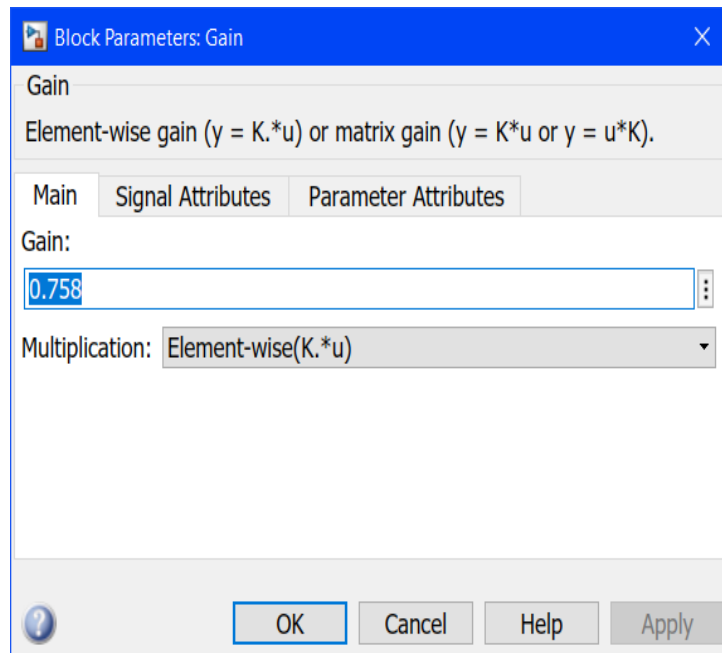 Block Parameters: Gain
Gain
Element-wise gain (y = K.*u) or matrix gain (y = K*u or y = u*K).
Main Signal Attributes Parameter Attributes
Gain:
0.758
Multiplication: Element-wise(K.*u)
OK Cancel Help Apply